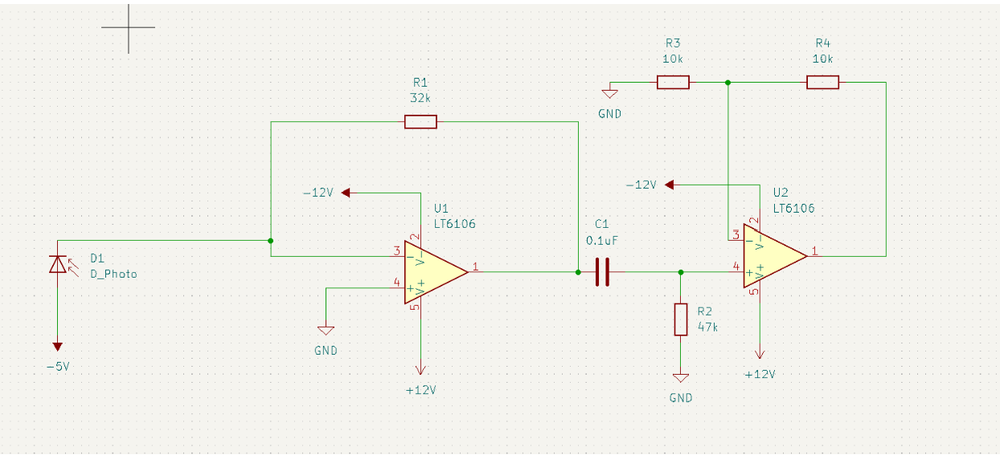 R3
10k
R4
10k
R1
32k
GND
-12V
-12V
U1
LT6106
U2
LT6106
C1
0.1uF
D1
D_Photo
-5V
3
-
2
V-
1
4
+
V+
5
GND
+12V
3
-
2
V-
1
4
+
V+
5
R2
47k
GND
+12V